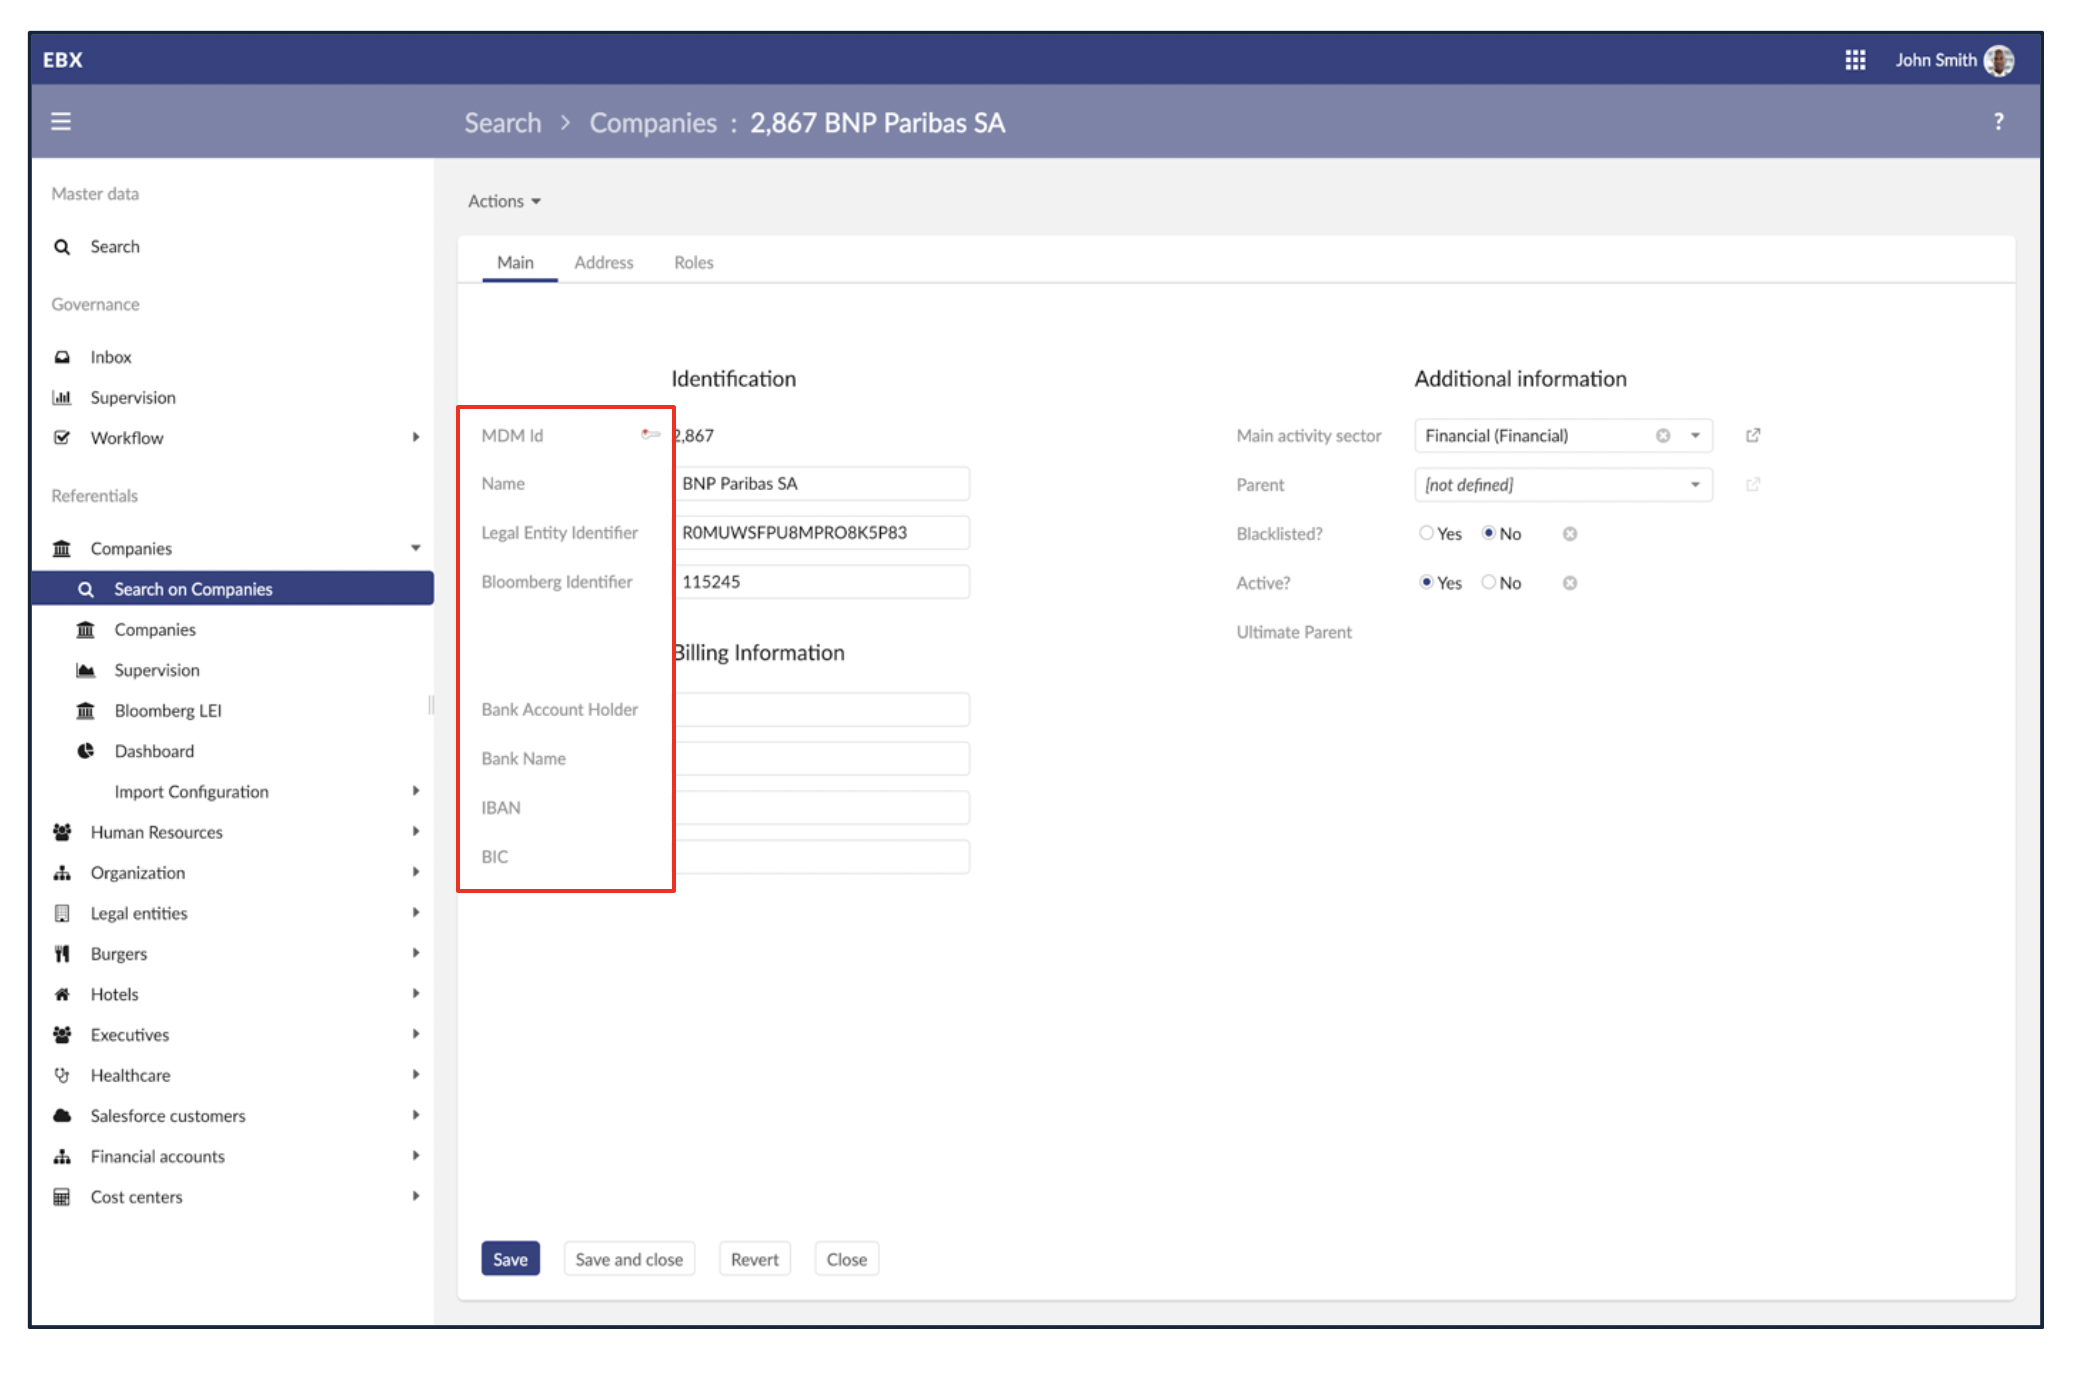 EBX
John Smith
Search > Companies : 2,867 BNP Paribas SA
?
Master data
Search
Governance
Inbox
Supervision
Workflow
Referentials
Companies
Search on Companies
Companies
Supervision
Bloomberg LEI
Dashboard
Import Configuration
Human Resources
Organization
Legal entities
Burgers
Hotels
Executives
Healthcare
Salesforce customers
Financial accounts
Cost centers
Actions
Main Address Roles
Identification
MDM Id 2,867
Name BNP Paribas SA
Legal Entity Identifier R0MUWSFPU8MPRO8K5P83
Bloomberg Identifier 115245
Billing Information
Bank Account Holder
Bank Name
IBAN
BIC
Additional information
Main activity sector Financial (Financial)
Parent [not defined]
Blacklisted? Yes No
Active? Yes No
Ultimate Parent
Save Save and close Revert Close